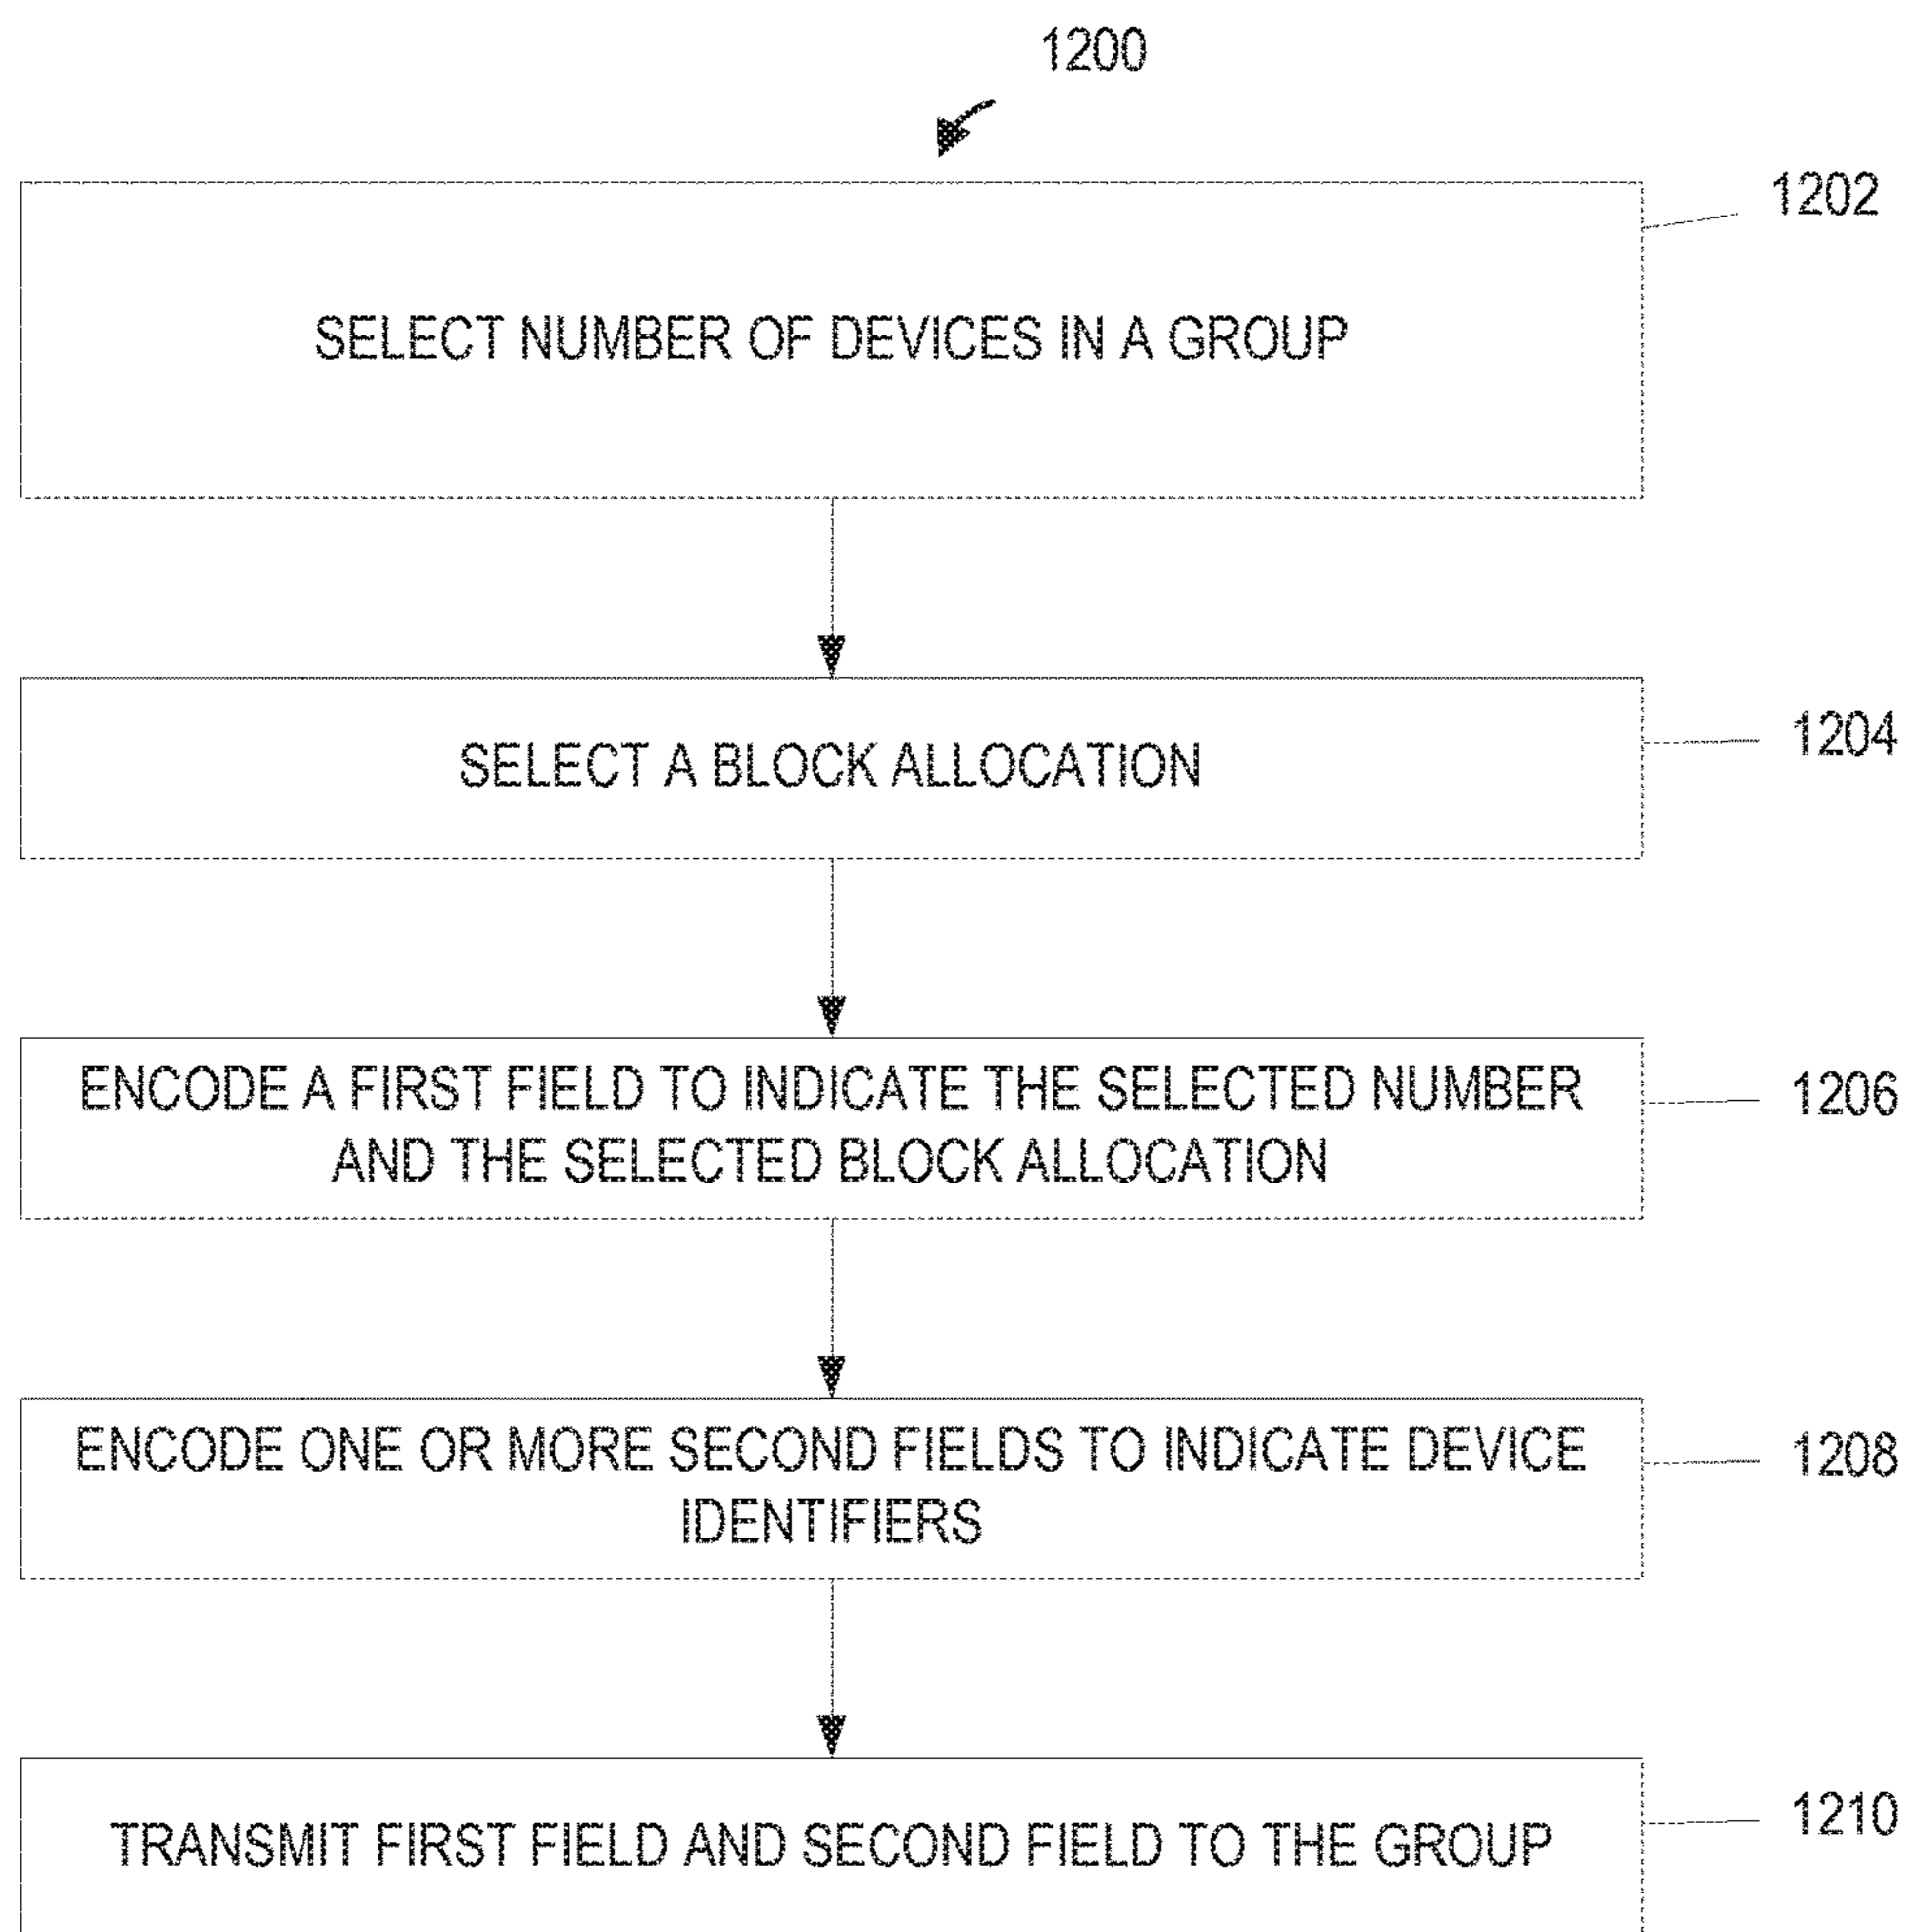 1200
1202
SELECT NUMBER OF DEVICES IN A GROUP
1204
SELECT A BLOCK ALLOCATION
ENCODE A FIRST FIELD TO INDICATE THE SELECTED NUMBER
1206
AND THE SELECTED BLOCK ALLOCATION
ENCODE ONE OR MORE SECOND FIELDS TO INDICATE DEVICE
1208
IDENTIFIERS
1210
TRANSMIT FIRST FIELD AND SECOND FIELD TO THE GROUP